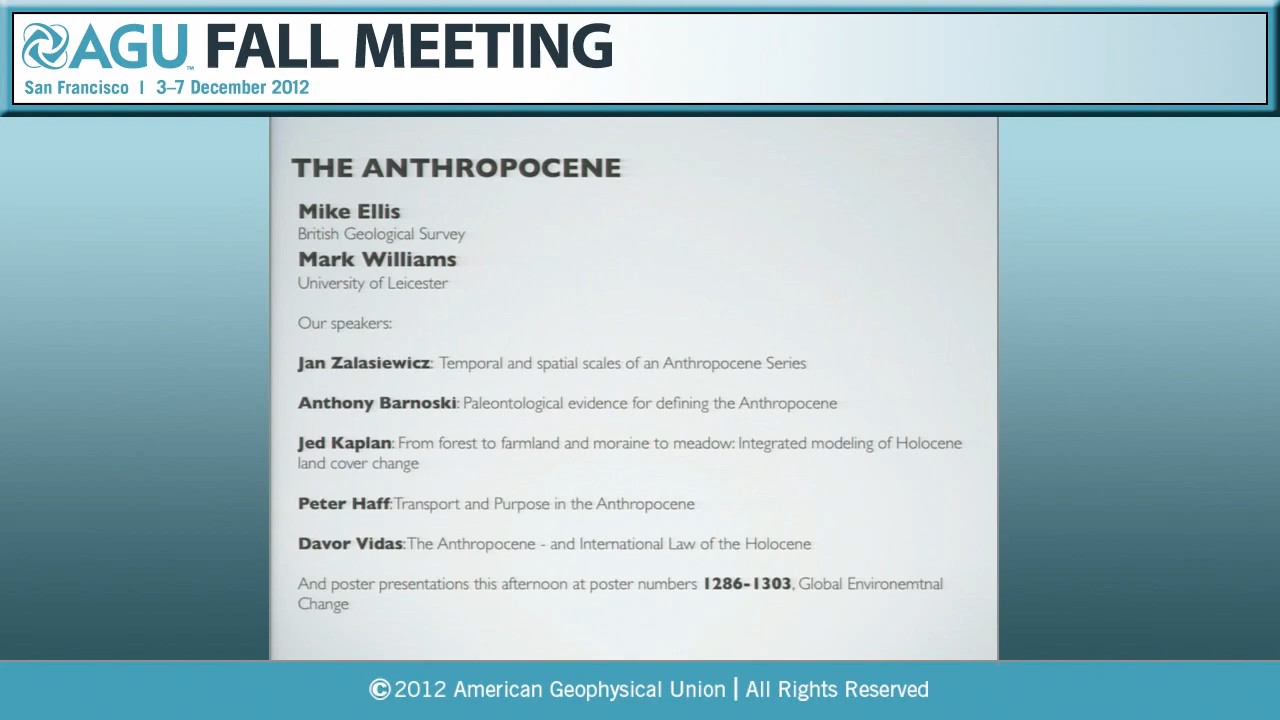 AGU™ FALL MEETING
San Francisco | 3–7 December 2012
THE ANTHROPOCENE
Mike Ellis
British Geological Survey
Mark Williams
University of Leicester
Our speakers:
Jan Zalasiewicz: Temporal and spatial scales of an Anthropocene Series
Anthony Barnoski: Paleontological evidence for defining the Anthropocene
Jed Kaplan: From forest to farmland and moraine to meadow: Integrated modeling of Holocene
land cover change
Peter Haff:Transport and Purpose in the Anthropocene
Davor Vidas:The Anthropocene - and International Law of the Holocene
And poster presentations this afternoon at poster numbers 1286-1303, Global Environemtnal
Change
©2012 American Geophysical Union | All Rights Reserved